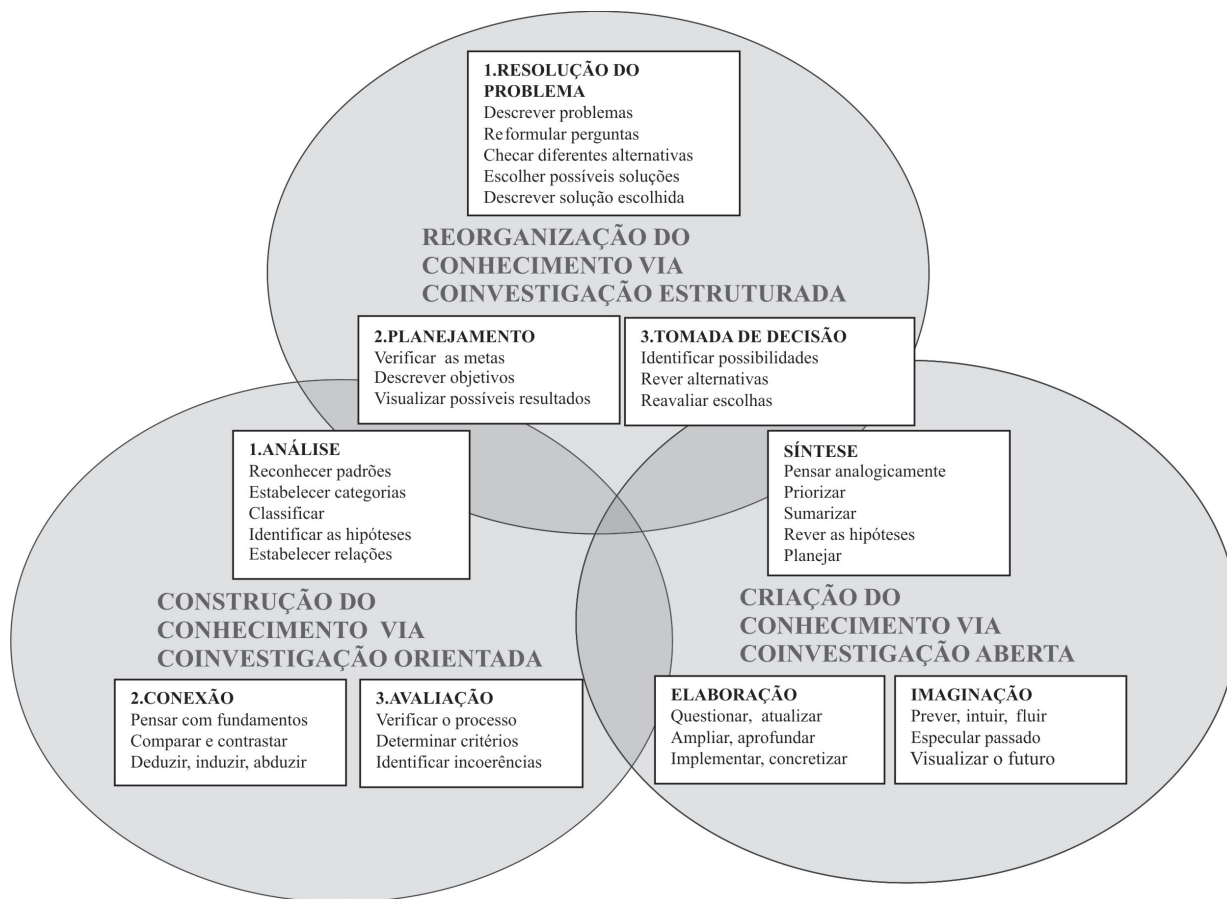 1.RESOLUÇÃO DO
PROBLEMA
Descrever problemas
Reformular perguntas
Checar diferentes alternativas
Escolher possíveis soluções
Descrever solução escolhida
REORGANIZAÇÃO DO
CONHECIMENTO VIA
COINVESTIGAÇÃO ESTRUTURADA
2.PLANEJAMENTO
Verificar as metas
Descrever objetivos
Visualizar possíveis resultados
3.TOMADA DE DECISÃO
Identificar possibilidades
Rever alternativas
Reavaliar escolhas
1.ANÁLISE
Reconhecer padrões
Estabelecer categorias
Classificar
Identificar as hipóteses
Estabelecer relações
CONSTRUÇÃO DO
CONHECIMENTO VIA
COINVESTIGAÇÃO ORIENTADA
2.CONEXÃO
Pensar com fundamentos
Comparar e contrastar
Deduzir, induzir, abduzir
3.AVALIAÇÃO
Verificar o processo
Determinar critérios
Identificar incoerências
SÍNTESE
Pensar analogicamente
Priorizar
Sumarizar
Rever as hipóteses
Planejar
CRIAÇÃO DO
CONHECIMENTO VIA
COINVESTIGAÇÃO ABERTA
ELABORAÇÃO
Questionar, atualizar
Ampliar, aprofundar
Implementar, concretizar
IMAGINAÇÃO
Prever, intuir, fluir
Especular passado
Visualizar o futuro